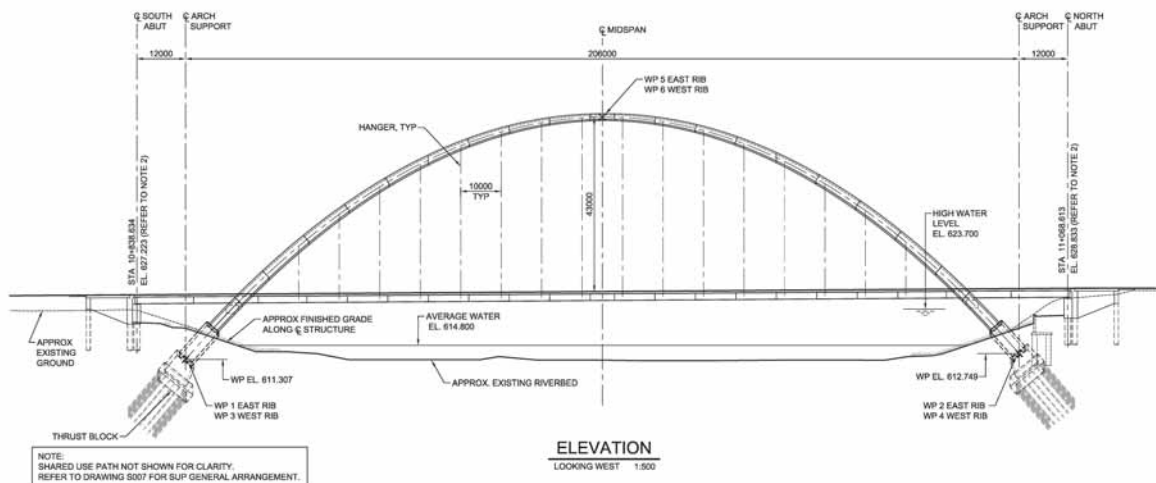 ℄ SOUTH
ABUT
℄ ARCH
SUPPORT
℄ MIDSPAN
℄ ARCH
SUPPORT
℄ NORTH
ABUT
12000
206000
12000
WP 5 EAST RIB
WP 6 WEST RIB
HANGER, TYP
10000
TYP
43000
HIGH WATER
LEVEL
EL. 623.700
STA 10+838.634
EL. 627.223 (REFER TO NOTE 2)
STA 11+068.613
EL. 628.833 (REFER TO NOTE 2)
APPROX FINISHED GRADE
ALONG ℄ STRUCTURE
AVERAGE WATER
EL. 614.800
APPROX
EXISTING
GROUND
WP EL. 611.307
APPROX. EXISTING RIVERBED
WP EL. 612.749
WP 1 EAST RIB
WP 3 WEST RIB
WP 2 EAST RIB
WP 4 WEST RIB
THRUST BLOCK
ELEVATION
LOOKING WEST 1:500
NOTE:
SHARED USE PATH NOT SHOWN FOR CLARITY.
REFER TO DRAWING S007 FOR SUP GENERAL ARRANGEMENT.